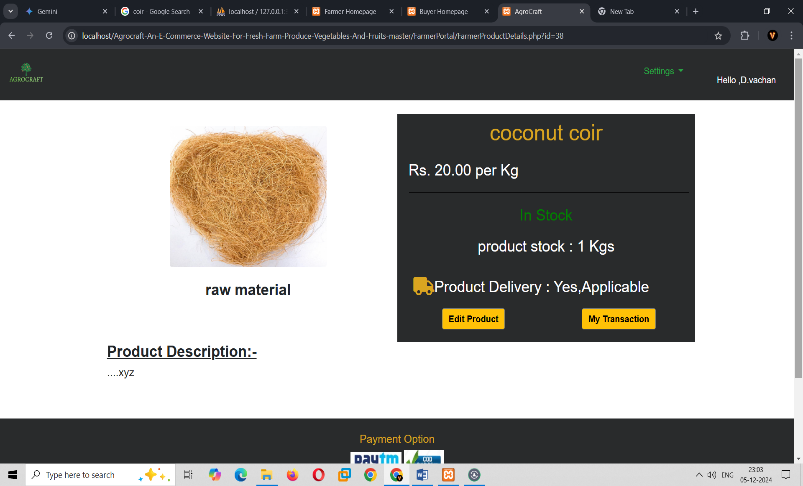 Gemini
coir - Google Search
localhost / 127.0.0.1
Farmer Homepage
Buyer Homepage
AgroCraft
New Tab
localhost/Agrocraft-An-E-Commerce-Website-For-Fresh-Farm-Produce-Vegetables-And-Fruits-master/FarmerPortal/FarmerProductDetails.php?id=38
AGROCRAFT
Settings
Hello ,D.vachan
coconut coir
Rs. 20.00 per Kg
In Stock
product stock : 1 Kgs
Product Delivery : Yes,Applicable
Edit Product
My Transaction
raw material
Product Description:-
....xyz
Payment Option
paytm
COD
Type here to search
ENG
23:03
05-12-2024